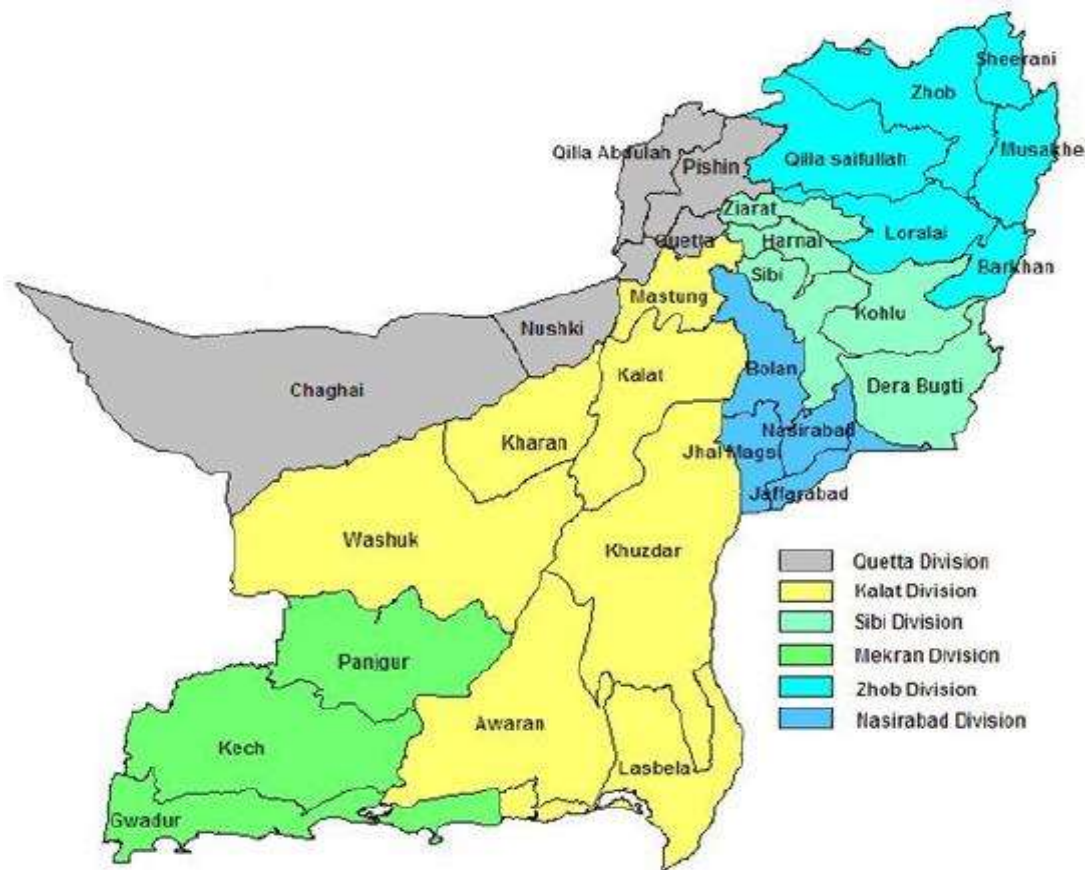 Sheerani
Zhob
Musakhe
Qilla Abdulah
Pishin
Qilla saifullah
Ziarat
Quetta
Harnai
Loralai
Barkhan
Sibi
Mastung
Kohlu
Nushki
Kalat
Bolan
Dera Bugti
Chaghai
Kharan
Nasirabad
Jhal Magsi
Jaffarabad
Washuk
Khuzdar
Quetta Division
Kalat Division
Sibi Division
Mekran Division
Zhob Division
Nasirabad Division
Panjgur
Awaran
Kech
Lasbela
Gwadur